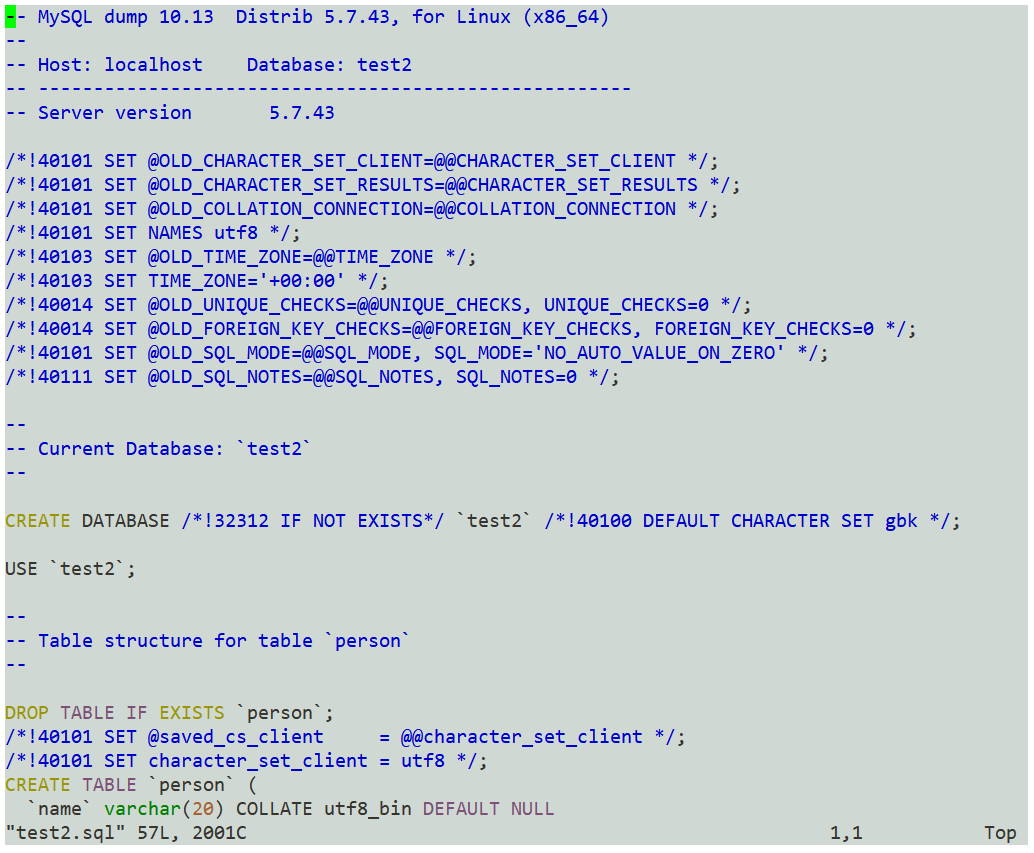 -- MySQL dump 10.13  Distrib 5.7.43, for Linux (x86_64)
--
-- Host: localhost    Database: test2
-- ------------------------------------------------------
-- Server version       5.7.43
/*!40101 SET @OLD_CHARACTER_SET_CLIENT=@@CHARACTER_SET_CLIENT */;
/*!40101 SET @OLD_CHARACTER_SET_RESULTS=@@CHARACTER_SET_RESULTS */;
/*!40101 SET @OLD_COLLATION_CONNECTION=@@COLLATION_CONNECTION */;
/*!40101 SET NAMES utf8 */;
/*!40103 SET @OLD_TIME_ZONE=@@TIME_ZONE */;
/*!40103 SET TIME_ZONE='+00:00' */;
/*!40014 SET @OLD_UNIQUE_CHECKS=@@UNIQUE_CHECKS, UNIQUE_CHECKS=0 */;
/*!40014 SET @OLD_FOREIGN_KEY_CHECKS=@@FOREIGN_KEY_CHECKS, FOREIGN_KEY_CHECKS=0 */;
/*!40101 SET @OLD_SQL_MODE=@@SQL_MODE, SQL_MODE='NO_AUTO_VALUE_ON_ZERO' */;
/*!40111 SET @OLD_SQL_NOTES=@@SQL_NOTES, SQL_NOTES=0 */;
--
-- Current Database: `test2`
--
CREATE DATABASE /*!32312 IF NOT EXISTS*/ `test2` /*!40100 DEFAULT CHARACTER SET gbk */;
USE `test2`;
--
-- Table structure for table `person`
--
DROP TABLE IF EXISTS `person`;
/*!40101 SET @saved_cs_client     = @@character_set_client */;
/*!40101 SET character_set_client = utf8 */;
CREATE TABLE `person` (
  `name` varchar(20) COLLATE utf8_bin DEFAULT NULL
"test2.sql" 57L, 2001C 1,1 Top